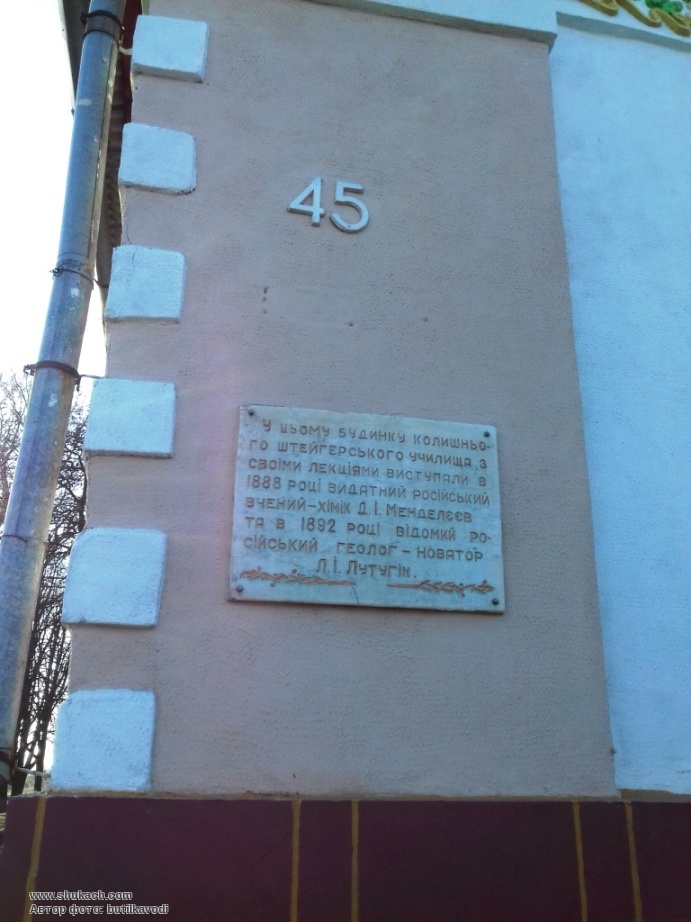 45
У цьому будинку колишньо-
го штейгерського училища з
своїми лекціями виступали в
1888 році видатний російський
вчений-хімік Д.І. Менделєєв
та в 1892 році відомий ро-
сійський геолог-новатор
Л.І. Лутугін.
www.shukach.com
Автор фото: butilkavodi